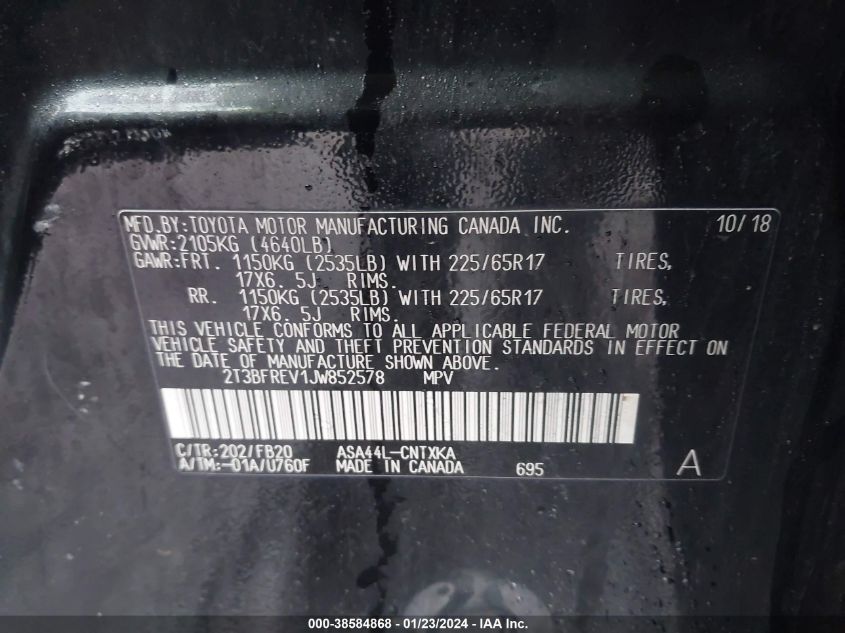 MFD.BY:TOYOTA MOTOR MANUFACTURING CANADA INC. 10/18
GVWR:2105KG (4640LB)
GAWR:FRT. 1150KG (2535LB) WITH 225/65R17 TIRES,
17X6. 5J RIMS.
RR. 1150KG (2535LB) WITH 225/65R17 TIRES,
17X6. 5J RIMS.
THIS VEHICLE CONFORMS TO ALL APPLICABLE FEDERAL MOTOR
VEHICLE SAFETY AND THEFT PREVENTION STANDARDS IN EFFECT ON
THE DATE OF MANUFACTURE SHOWN ABOVE.
2T3BFREV1JW852578 MPV
C/TR:202/FB20 ASA44L-CNTXKA
A/TM:-01A/U760F MADE IN CANADA 695 A
000-38584868 - 01/23/2024 - IAA Inc.